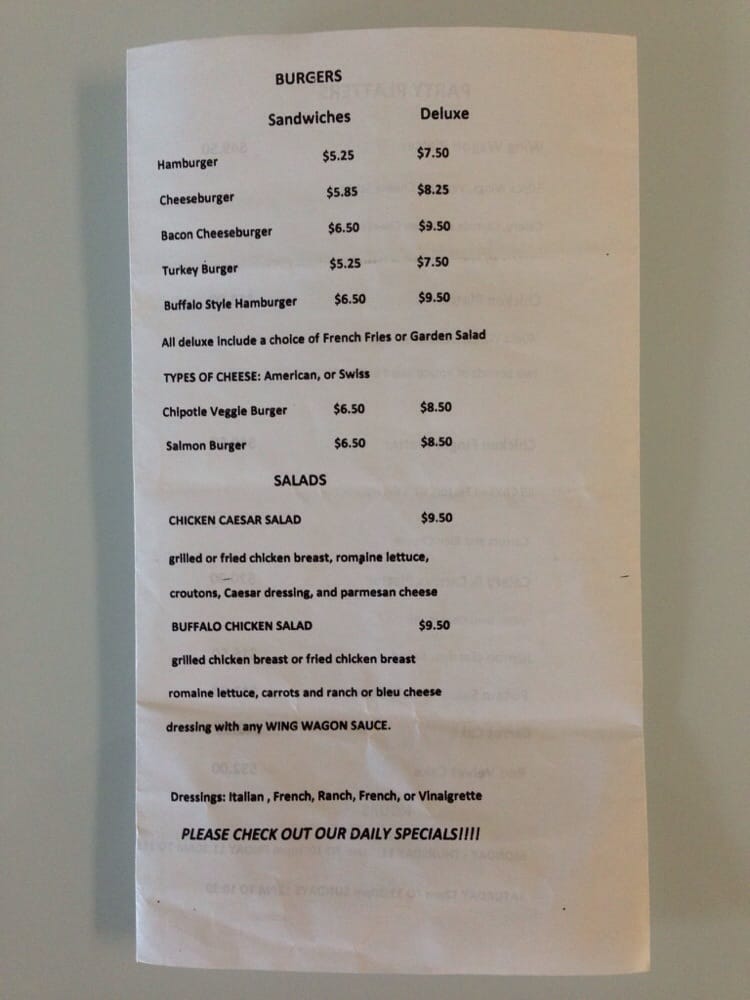 BURGERS
Sandwiches Deluxe
Hamburger $5.25 $7.50
Cheeseburger $5.85 $8.25
Bacon Cheeseburger $6.50 $9.50
Turkey Burger $5.25 $7.50
Buffalo Style Hamburger $6.50 $9.50
All deluxe include a choice of French Fries or Garden Salad
TYPES OF CHEESE: American, or Swiss
Chipotle Veggie Burger $6.50 $8.50
Salmon Burger $6.50 $8.50
SALADS
CHICKEN CAESAR SALAD $9.50
grilled or fried chicken breast, romaine lettuce,
croutons, Caesar dressing, and parmesan cheese
BUFFALO CHICKEN SALAD $9.50
grilled chicken breast or fried chicken breast
romaine lettuce, carrots and ranch or bleu cheese
dressing with any WING WAGON SAUCE.
Dressings: Italian , French, Ranch, French, or Vinaigrette
PLEASE CHECK OUT OUR DAILY SPECIALS!!!!